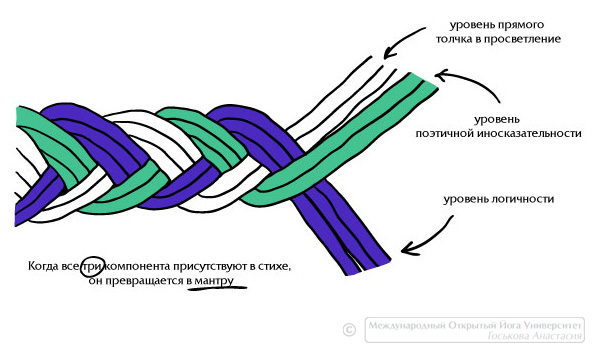 уровень прямого
толчка в просветление
уровень
поэтичной иносказательности
уровень логичности
Когда все три компонента присутствуют в стихе,
он превращается в мантру
© Международный Открытый Йога Университет
Госькова Анастасия